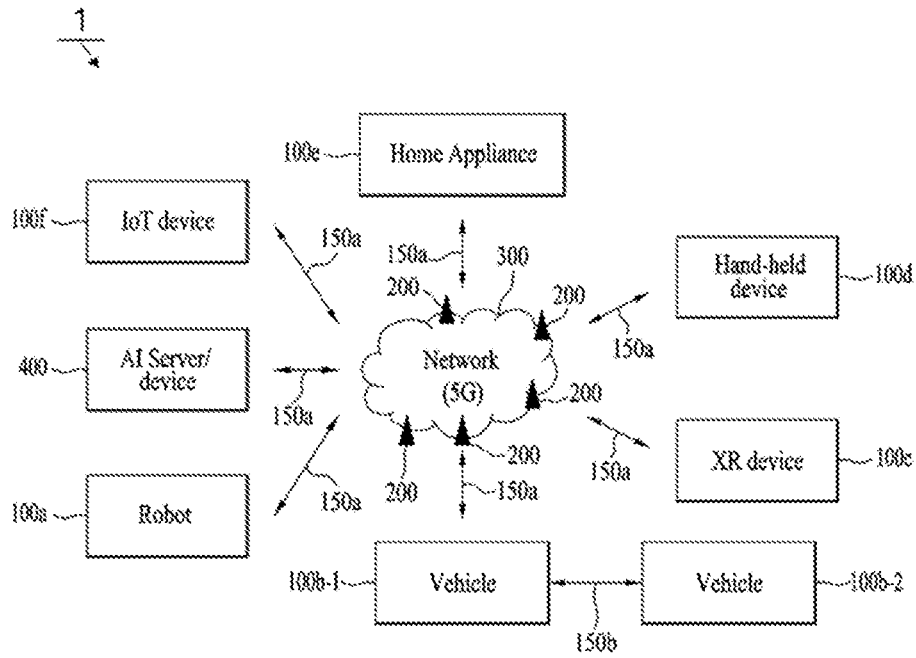 1
100e
Home Appliance
100f
IoT device
150a
150a
300
200
200
Hand-held
device
100d
150a
400
AI Server/
device
150a
Network
(5G)
200
200
200
150a
100a
Robot
150a
150a
XR device
100c
100b-1
Vehicle
Vehicle
100b-2
150b